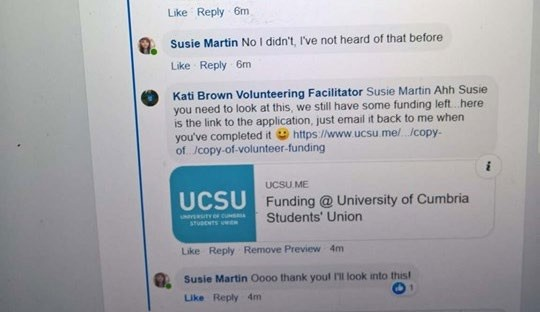 Like Reply 6m
Susie Martin No I didn't, I've not heard of that before
Like Reply 6m
Kati Brown Volunteering Facilitator Susie Martin Ahh Susie
you need to look at this, we still have some funding left...here
is the link to the application, just email it back to me when
you've completed it 😀 https://www.ucsu.me/.../copy-
of.../copy-of-volunteer-funding
i
UCSU
UNIVERSITY OF CUMBRIA
STUDENTS' UNION
UCSU.ME
Funding @ University of Cumbria
Students' Union
Like Reply Remove Preview · 4m
Susie Martin Oooo thank you! I'll look into this!
Like Reply 4m
1